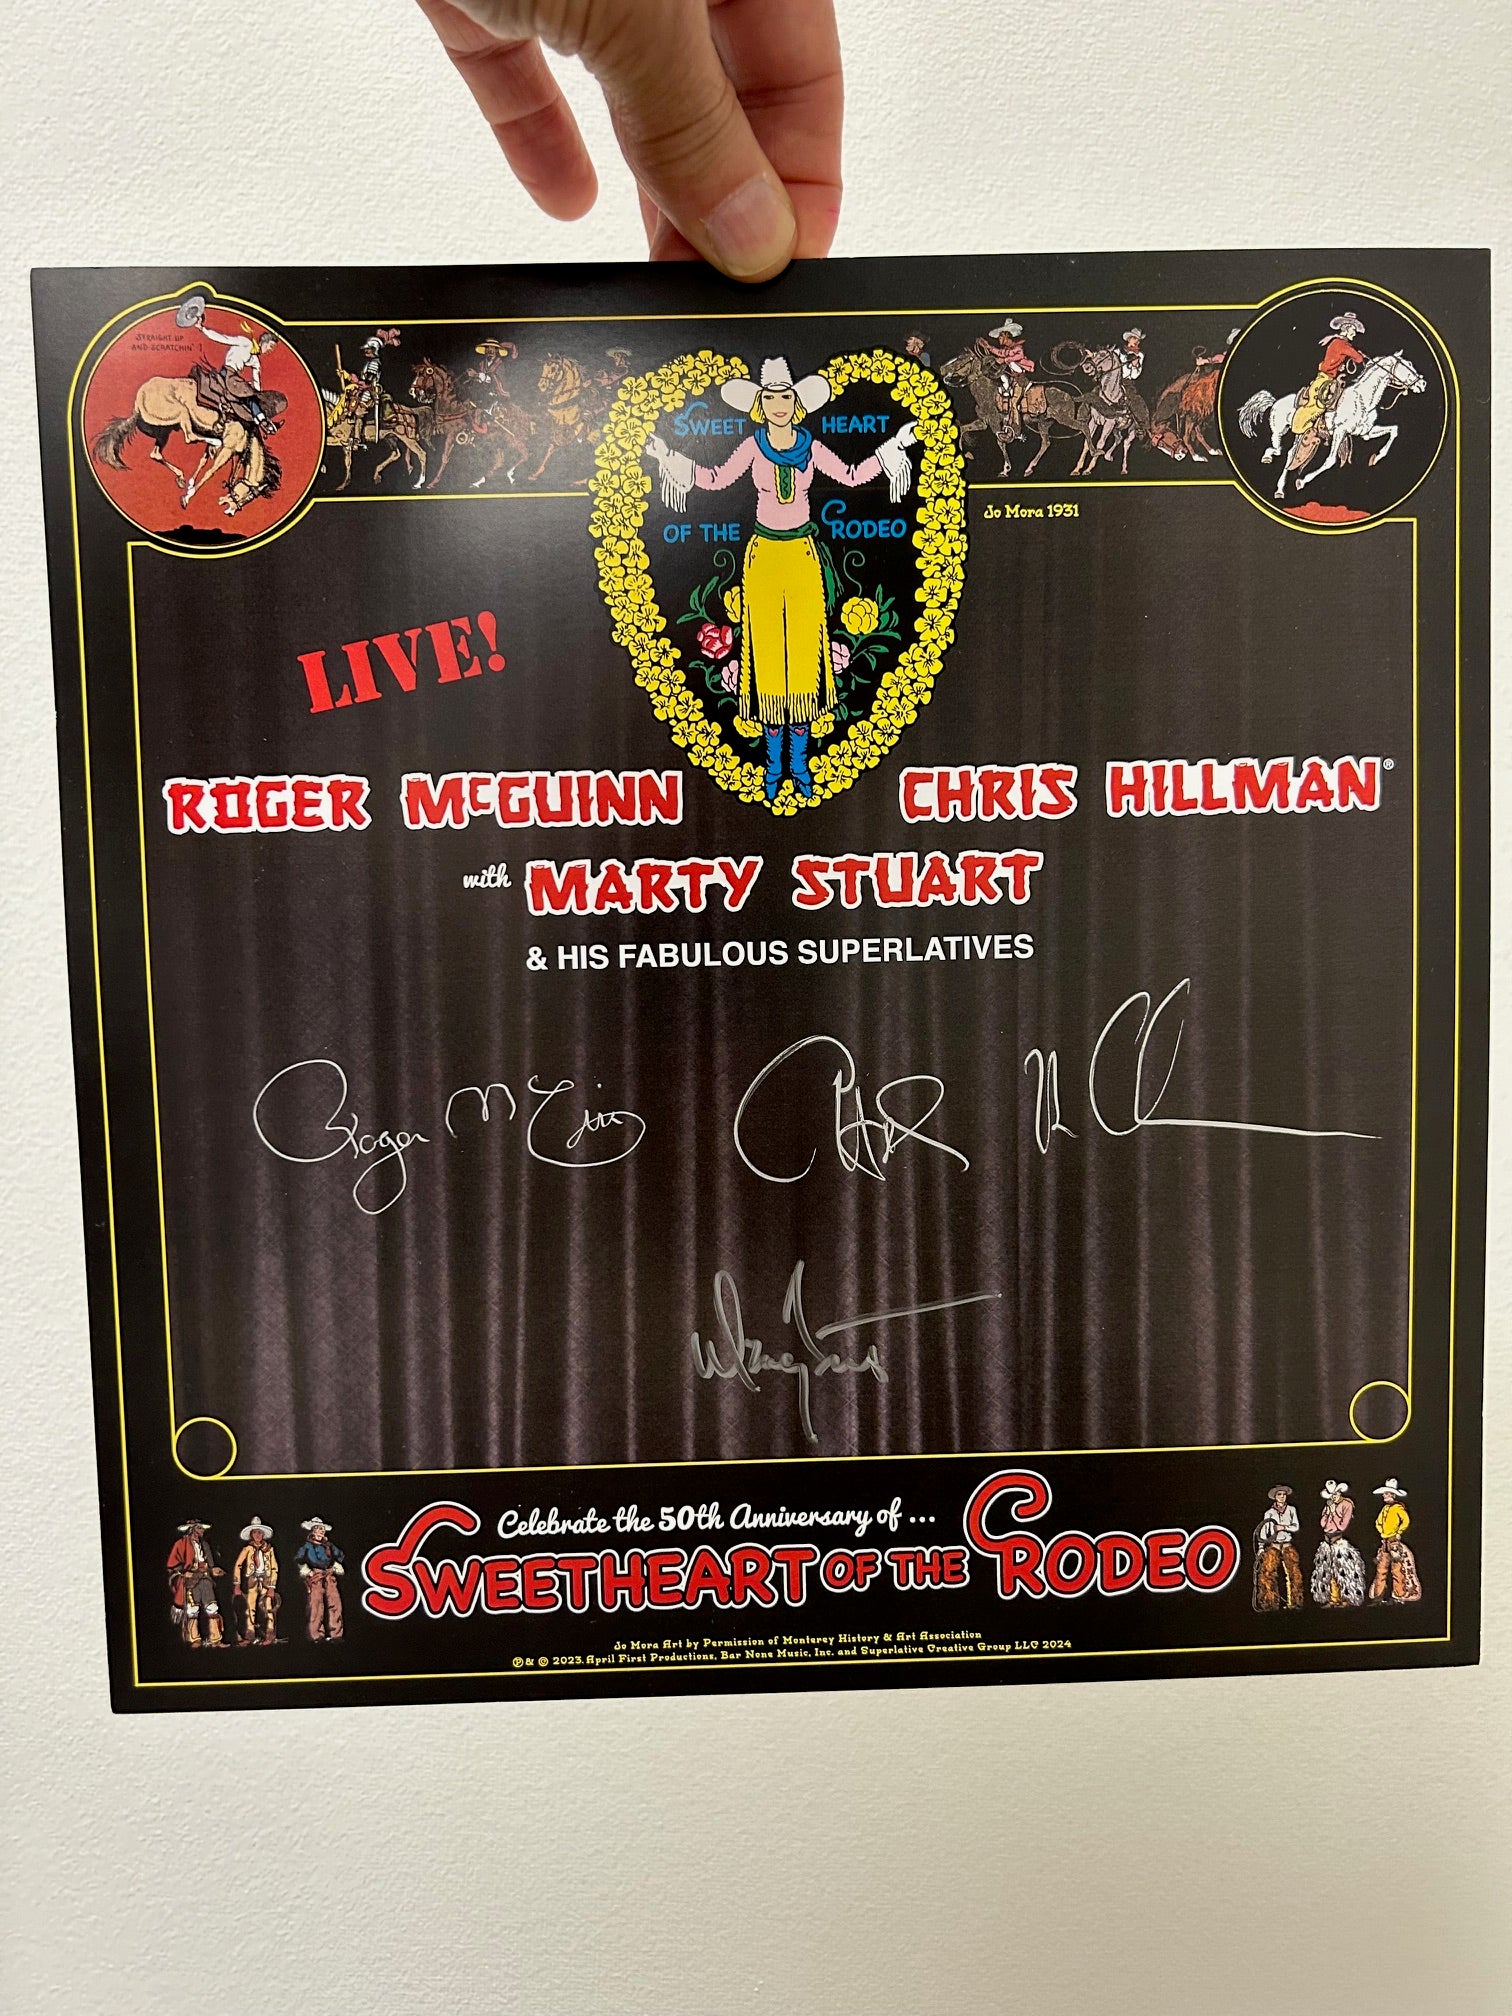 STRAIGHT UP
AND SCRATCHIN'!
SWEET HEART
OF THE RODEO
Jo Mora 1931
LIVE!
ROGER McGUINN CHRIS HILLMAN®
with MARTY STUART
& HIS FABULOUS SUPERLATIVES
Roger McGuinn
Celebrate the 50th Anniversary of ...
SWEETHEART OF THE RODEO
Jo Mora Art by Permission of Monterey History & Art Association
℗ & © 2023. April First Productions, Bar None Music, Inc. and Superlative Creative Group LLC 2024